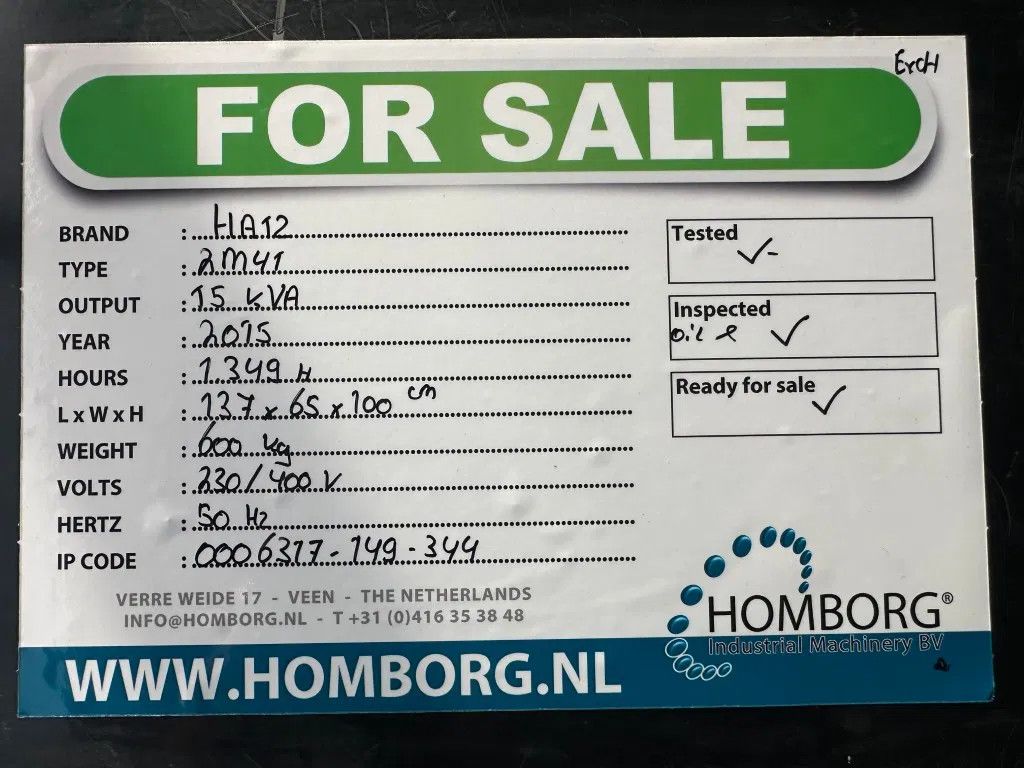 ErcH
FOR SALE
BRAND : HATZ
TYPE : 2M41
OUTPUT : 15 kVA
YEAR : 2015
HOURS : 1349 H
L x W x H : 137 x 65 x 100 cm
WEIGHT : 600 kg
VOLTS : 230/400 V
HERTZ : 50 Hz
IP CODE : 0006317-149-344
Tested
✓-
Inspected
oil & ✓
Ready for sale
✓
VERRE WEIDE 17 - VEEN - THE NETHERLANDS
INFO@HOMBORG.NL - T +31 (0)416 35 38 48
HOMBORG®
Industrial Machinery BV
WWW.HOMBORG.NL